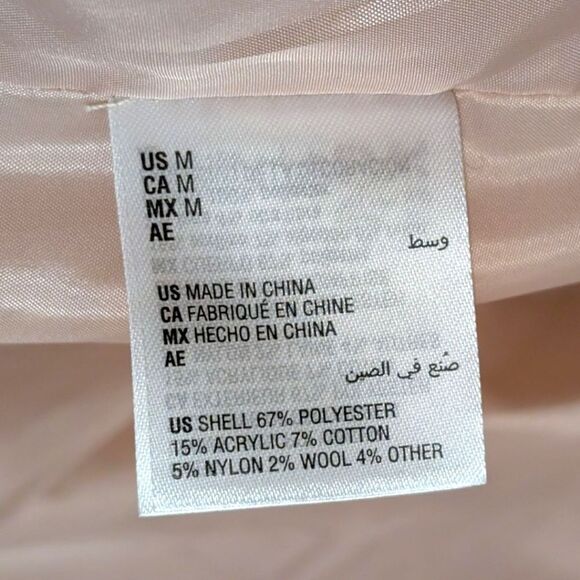 US M
CA M
MX M
AE
وسط
US MADE IN CHINA
CA FABRIQUÉ EN CHINE
MX HECHO EN CHINA
AE
صُنع في الصين
US SHELL 67% POLYESTER
15% ACRYLIC 7% COTTON
5% NYLON 2% WOOL 4% OTHER